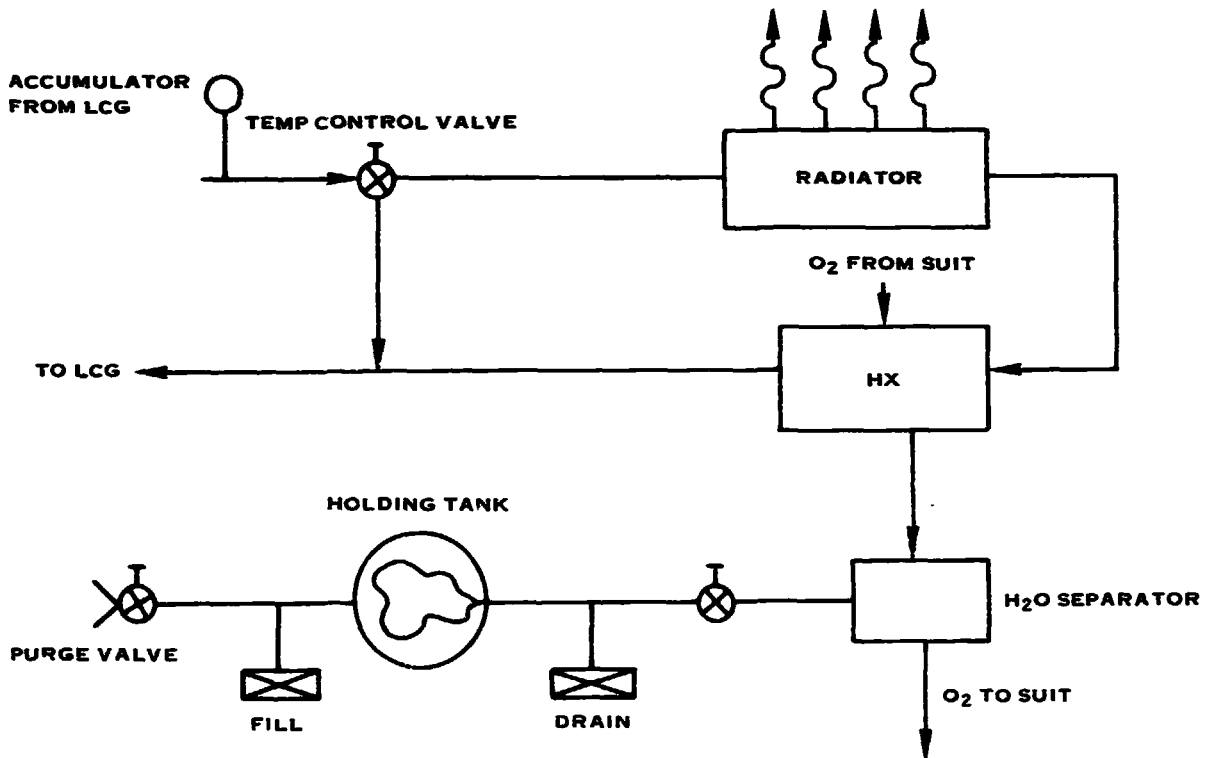 ACCUMULATOR
FROM LCG
TEMP CONTROL VALVE
RADIATOR
O₂ FROM SUIT
TO LCG
HX
HOLDING TANK
H₂O SEPARATOR
PURGE VALVE
FILL
DRAIN
O₂ TO SUIT